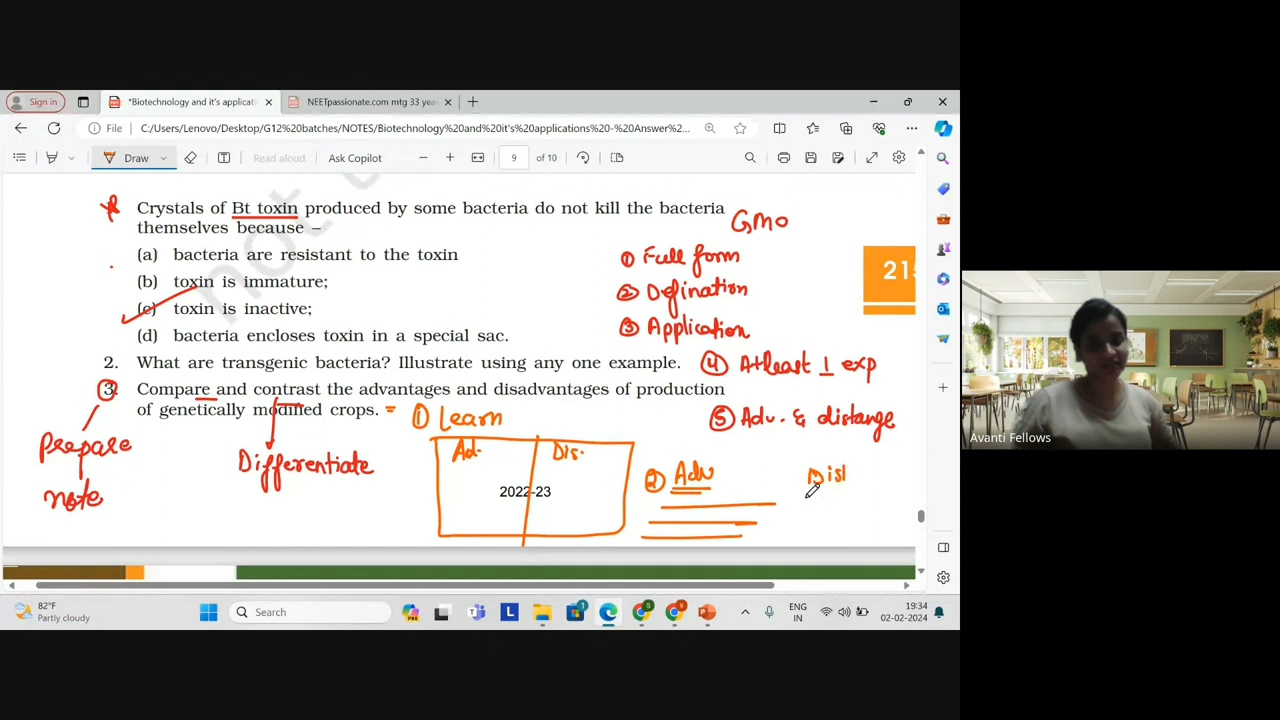 Sign in
*Biotechnology and it's applicati
NEETpassionate.com mtg 33 yea
File
C:/Users/Lenovo/Desktop/G12%20batches/NOTES/Biotechnology%20and%20it's%20applications%20-%20Answer%2...
Draw
Read aloud
Ask Copilot
9
of 10
Crystals of Bt toxin produced by some bacteria do not kill the bacteria
themselves because –
GMO
(a) bacteria are resistant to the toxin
① Full form
215
(b) toxin is immature;
② Defination
(c) toxin is inactive;
③ Application
(d) bacteria encloses toxin in a special sac.
2. What are transgenic bacteria? Illustrate using any one example.
④ Atleast 1 exp
3. Compare and contrast the advantages and disadvantages of production
of genetically modified crops. =
① Learn
⑤ Adv. & distange
Prepare
note
Differentiate
Ad.
Dis.
2022-23
② Adv
Avanti Fellows
82°F
Partly cloudy
Search
ENG
IN
19:34
02-02-2024